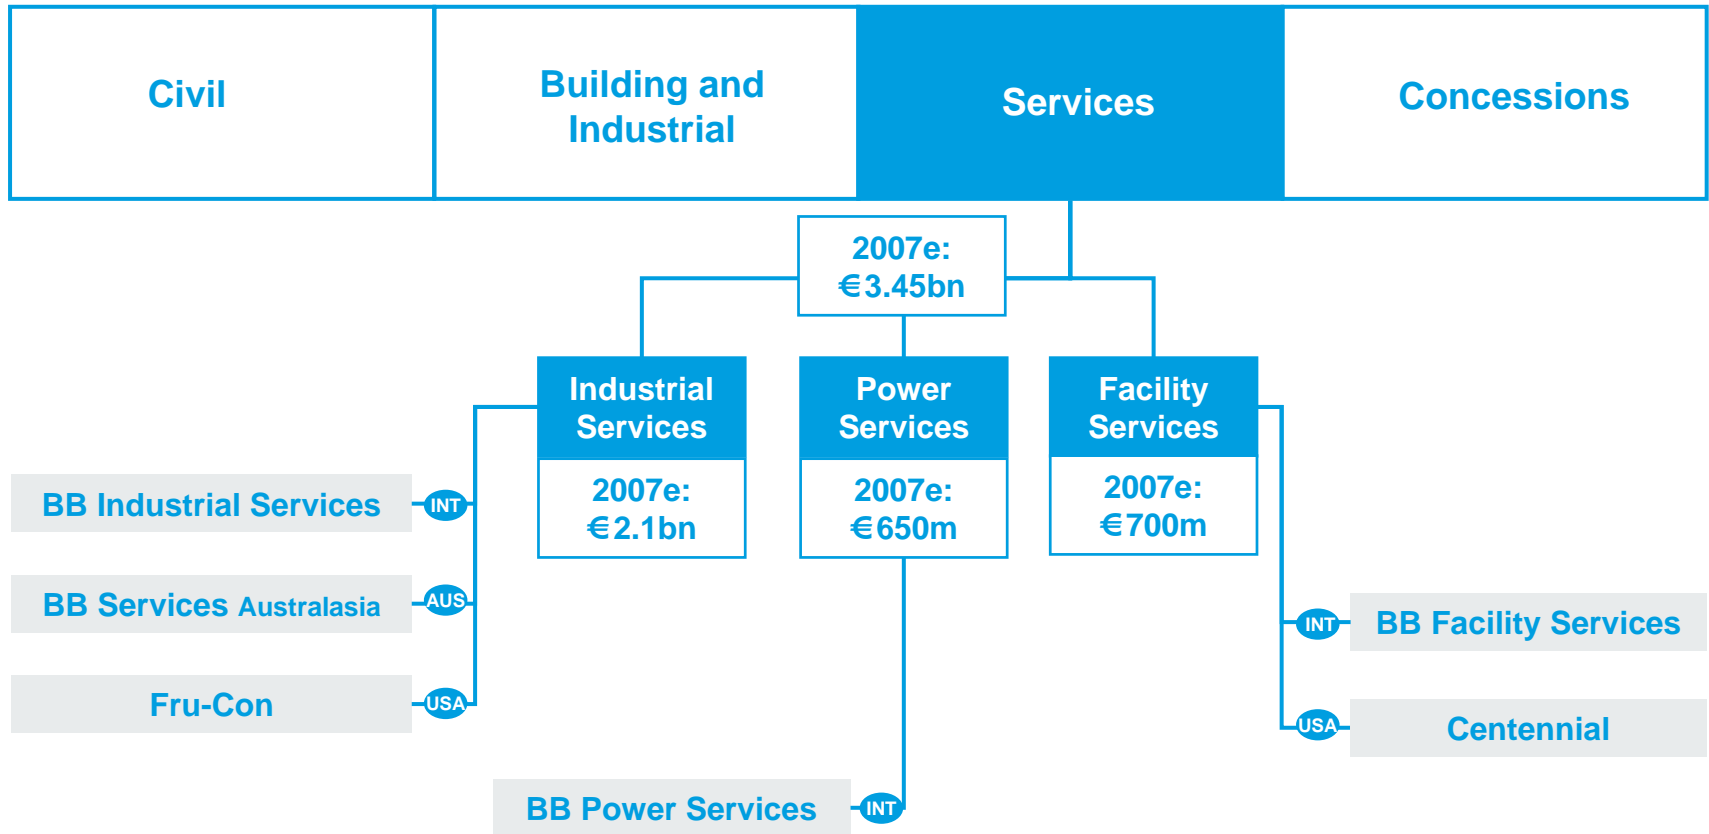 Civil
Building and
Industrial
Services
Concessions
2007e:
€3.45bn
Industrial
Services
2007e:
€2.1bn
Power
Services
2007e:
€650m
Facility
Services
2007e:
€700m
BB Industrial Services
INT
BB Services Australasia
AUS
Fru-Con
USA
INT
BB Facility Services
USA
Centennial
BB Power Services
INT